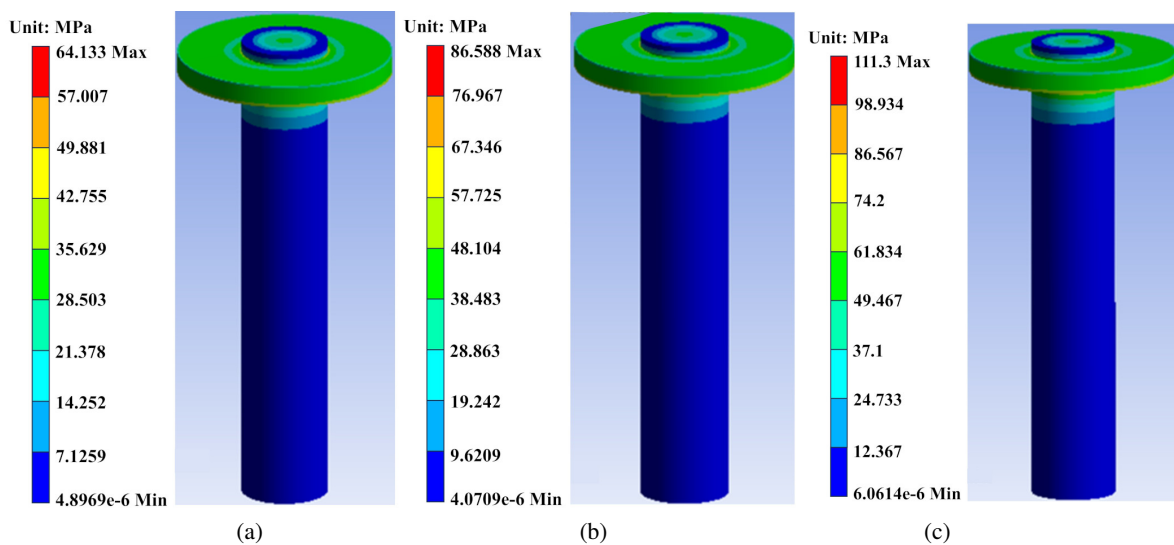 Unit: MPa
64.133 Max
57.007
49.881
42.755
35.629
28.503
21.378
14.252
7.1259
4.8969e-6 Min
(a)
Unit: MPa
86.588 Max
76.967
67.346
57.725
48.104
38.483
28.863
19.242
9.6209
4.0709e-6 Min
(b)
Unit: MPa
111.3 Max
98.934
86.567
74.2
61.834
49.467
37.1
24.733
12.367
6.0614e-6 Min
(c)